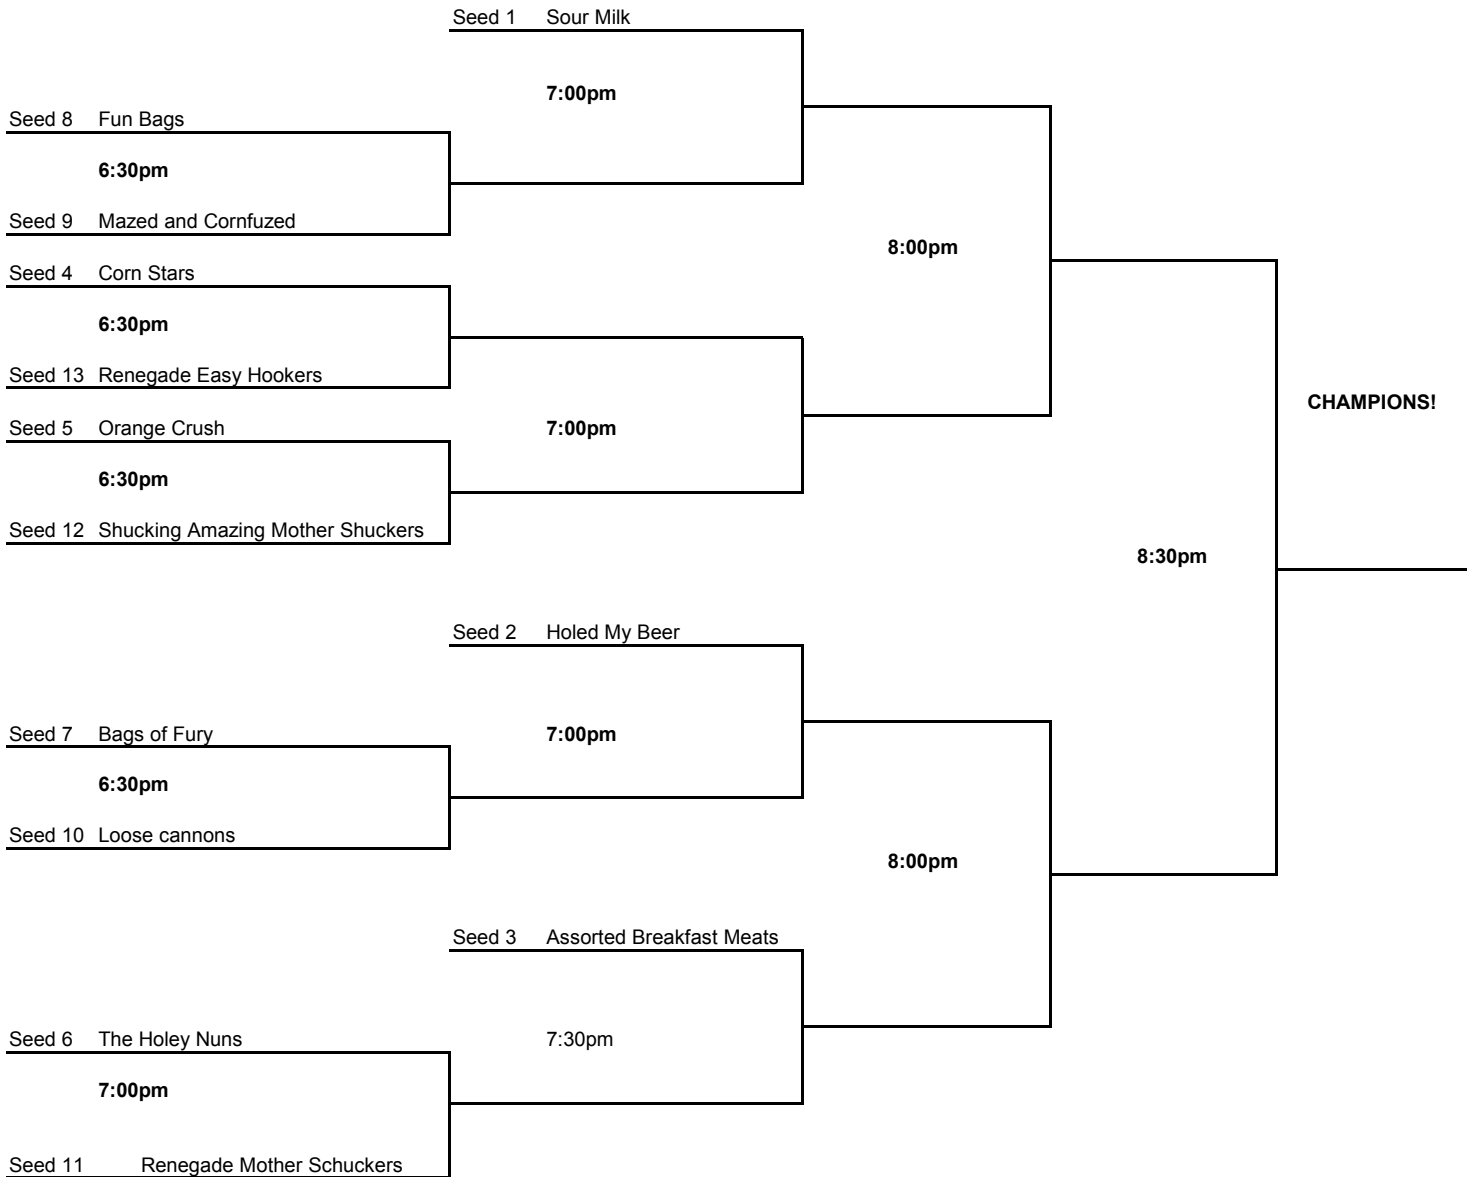 Seed 1 Sour Milk
7:00pm
Seed 8 Fun Bags
6:30pm
Seed 9 Mazed and Cornfuzed
8:00pm
Seed 4 Corn Stars
6:30pm
Seed 13 Renegade Easy Hookers
CHAMPIONS!
Seed 5 Orange Crush
7:00pm
6:30pm
Seed 12 Shucking Amazing Mother Shuckers
8:30pm
Seed 2 Holed My Beer
Seed 7 Bags of Fury
7:00pm
6:30pm
Seed 10 Loose cannons
8:00pm
Seed 3 Assorted Breakfast Meats
Seed 6 The Holey Nuns
7:30pm
7:00pm
Seed 11 Renegade Mother Schuckers